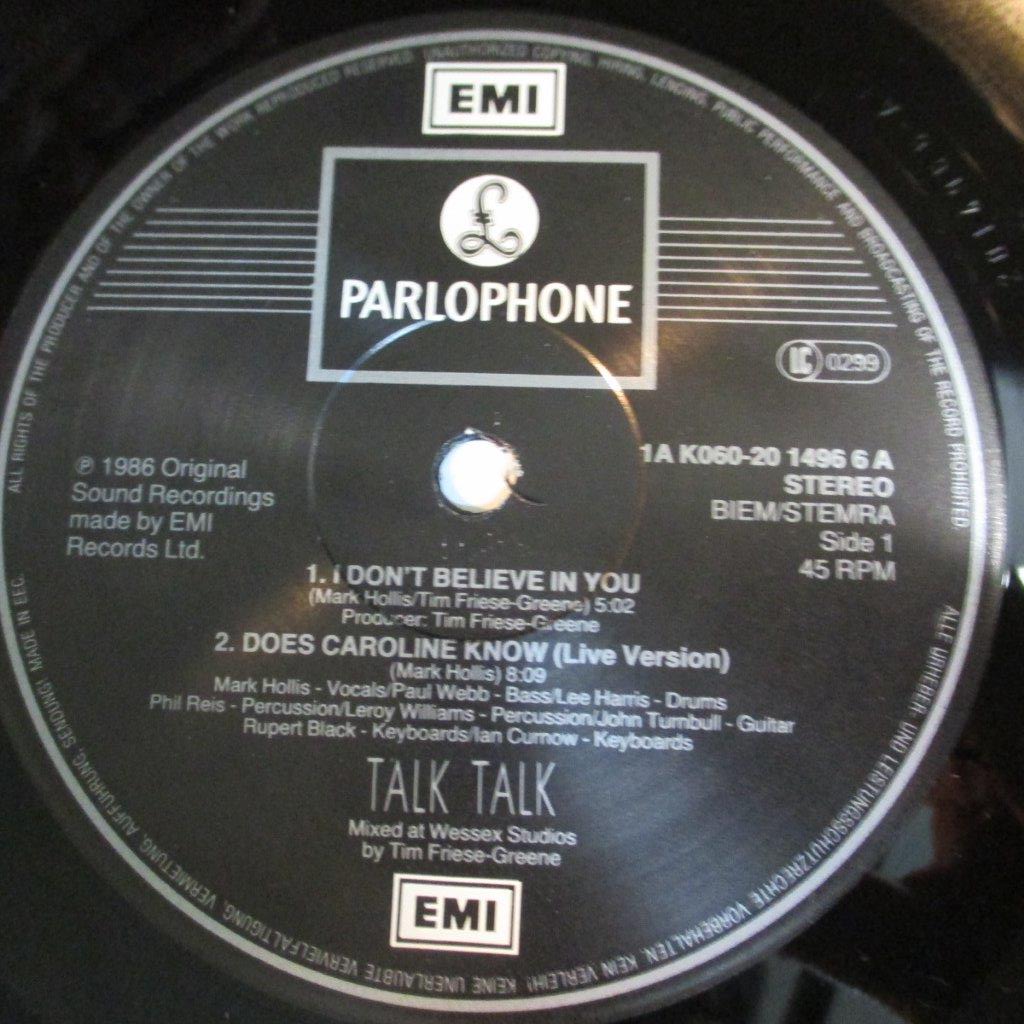 ALL RIGHTS OF THE PRODUCER AND OF THE OWNER OF THE WORK REPRODUCED RESERVED. UNAUTHORIZED COPYING, HIRING, LENDING, PUBLIC PERFORMANCE AND BROADCASTING OF THE RECORD PROHIBITED
EMI
£
PARLOPHONE
LC 0299
℗ 1986 Original
Sound Recordings
made by EMI
Records Ltd.
1A K060-20 1496 6 A
STEREO
BIEM/STEMRA
Side 1
45 RPM
1. I DON'T BELIEVE IN YOU
(Mark Hollis/Tim Friese-Greene) 5:02
Producer: Tim Friese-Greene
2. DOES CAROLINE KNOW (Live Version)
(Mark Hollis) 8:09
Mark Hollis - Vocals/Paul Webb - Bass/Lee Harris - Drums
Phil Reis - Percussion/Leroy Williams - Percussion/John Turnbull - Guitar
Rupert Black - Keyboards/Ian Curnow - Keyboards
TALK TALK
Mixed at Wessex Studios
by Tim Friese-Greene
EMI
ALLE URHEBER- UND LEISTUNGSSCHUTZRECHTE VORBEHALTEN. KEIN VERLEIH! KEINE UNERLAUBTE VERVIELFÄLTIGUNG, VERMIETUNG, AUFFÜHRUNG, SENDUNG! MADE IN EEC.